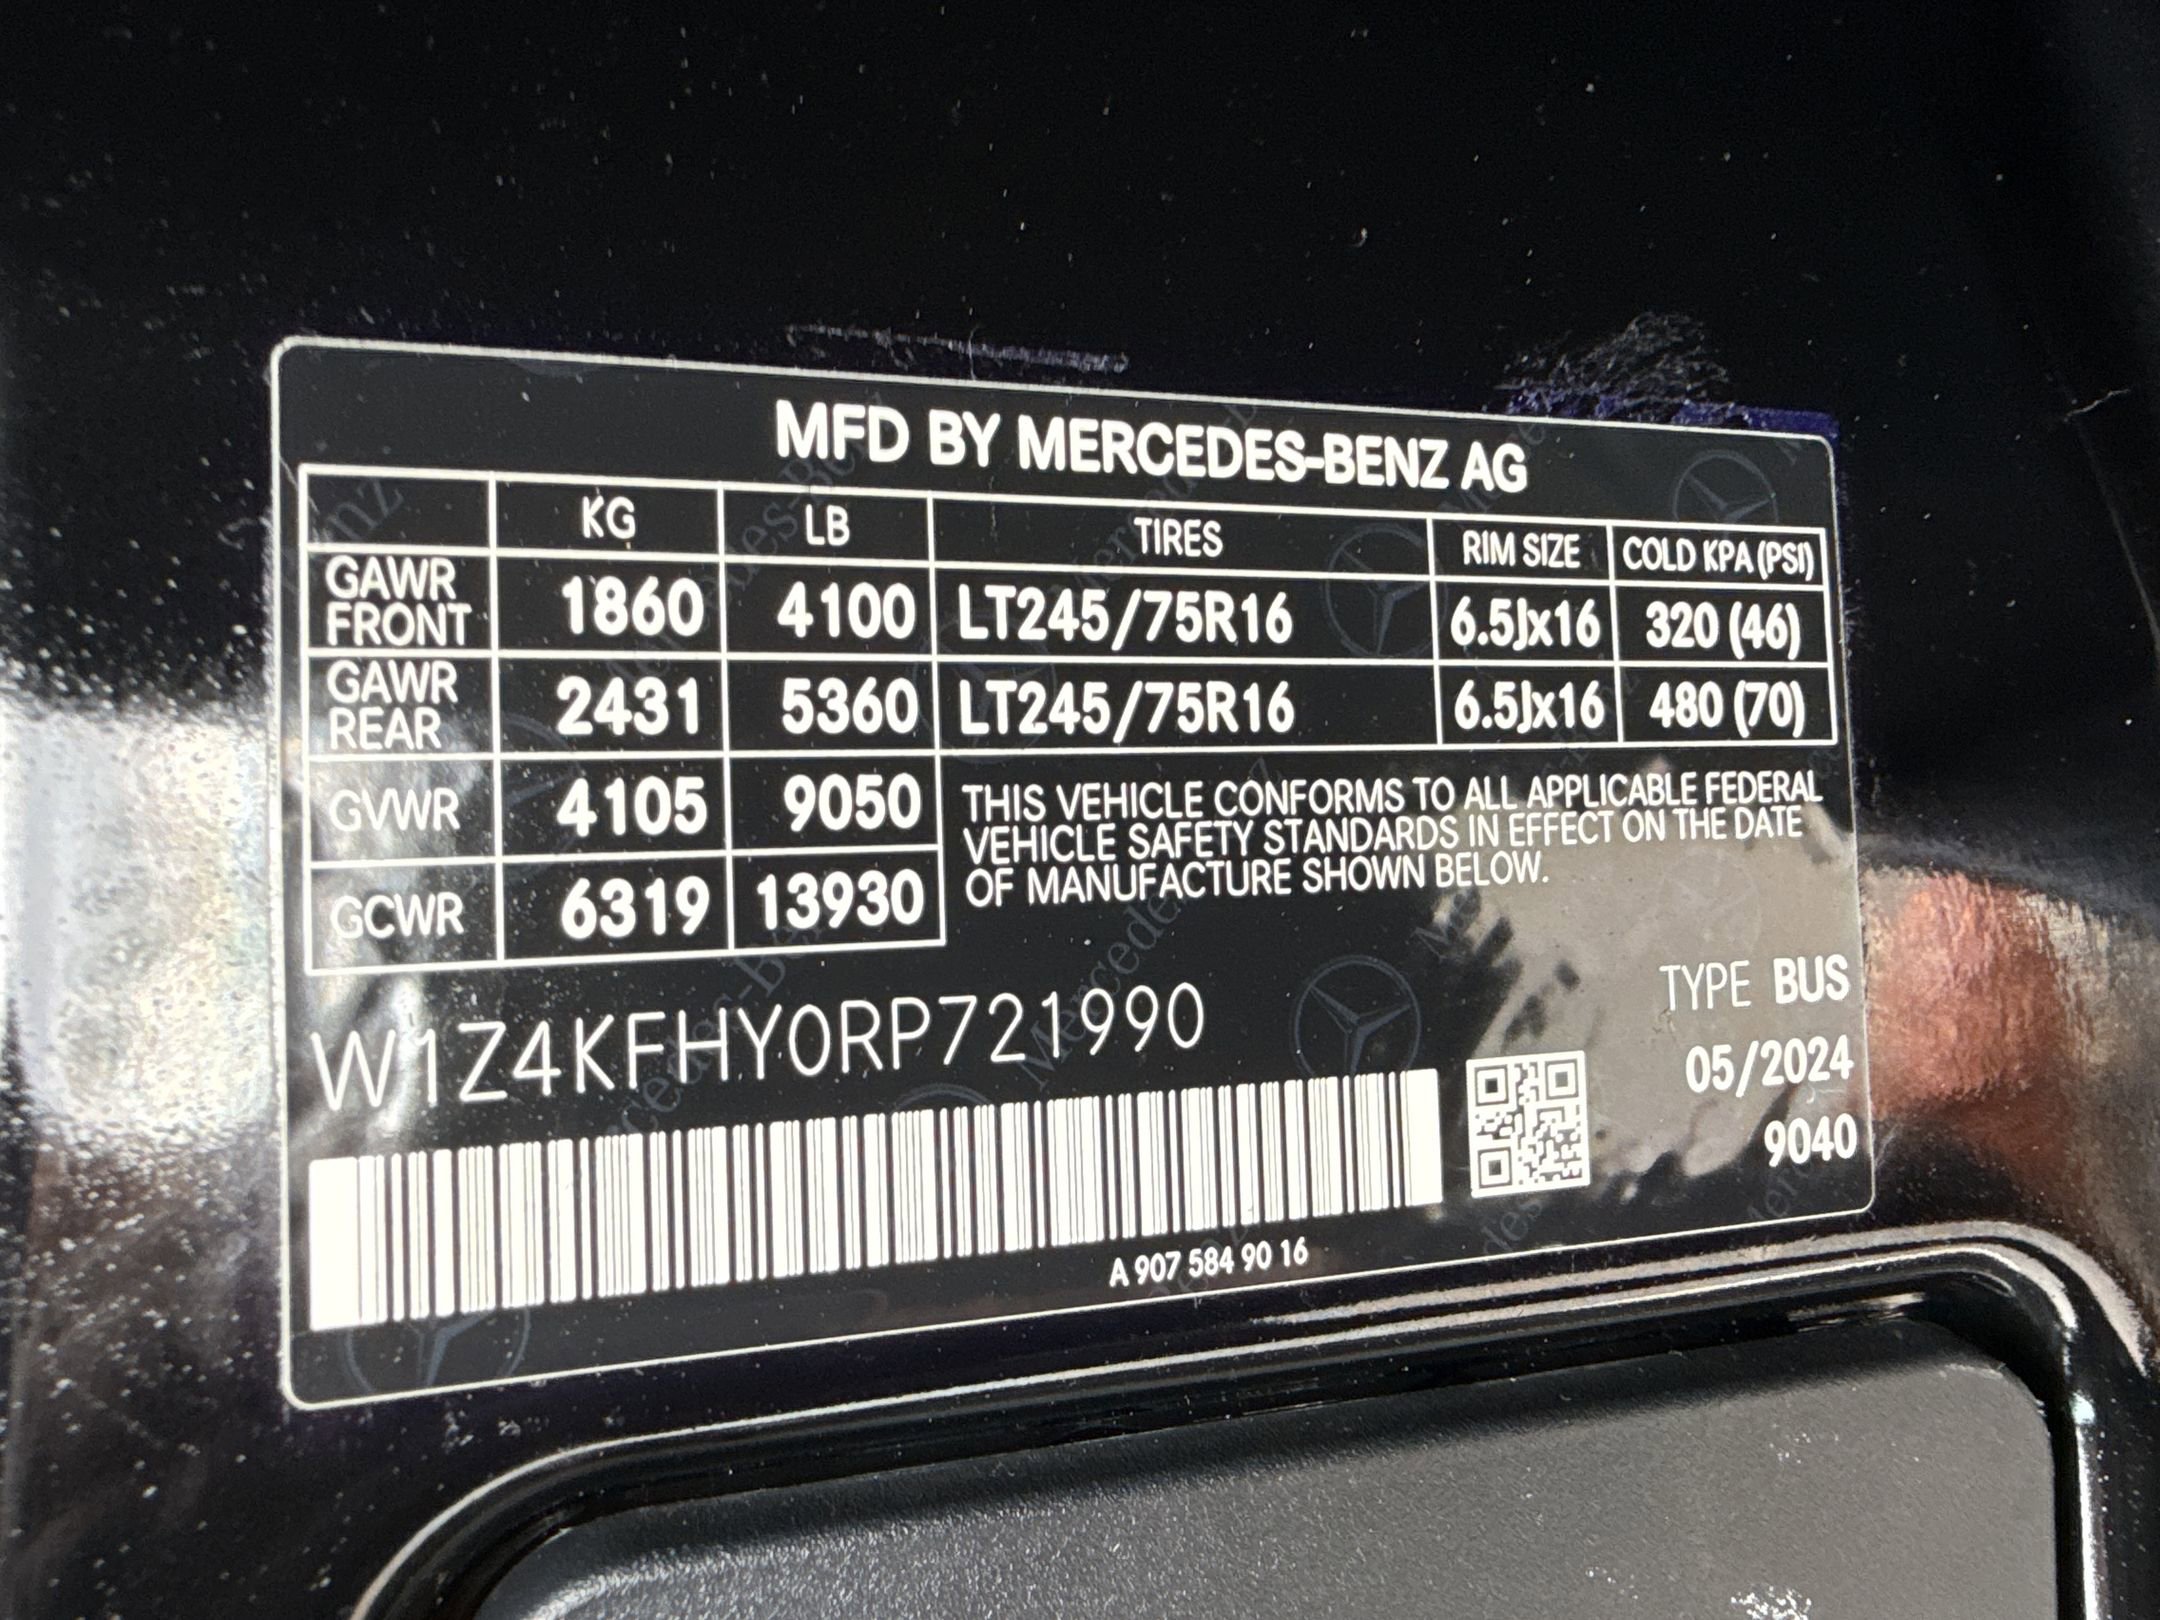 MFD BY MERCEDES-BENZ AG
KG LB TIRES RIM SIZE COLD KPA (PSI)
GAWR FRONT 1860 4100 LT245/75R16 6.5Jx16 320 (46)
GAWR REAR 2431 5360 LT245/75R16 6.5Jx16 480 (70)
GVWR 4105 9050
GCWR 6319 13930
THIS VEHICLE CONFORMS TO ALL APPLICABLE FEDERAL
VEHICLE SAFETY STANDARDS IN EFFECT ON THE DATE
OF MANUFACTURE SHOWN BELOW.
W1Z4KFHY0RP721990
TYPE BUS
05/2024
9040
A 907 584 90 16